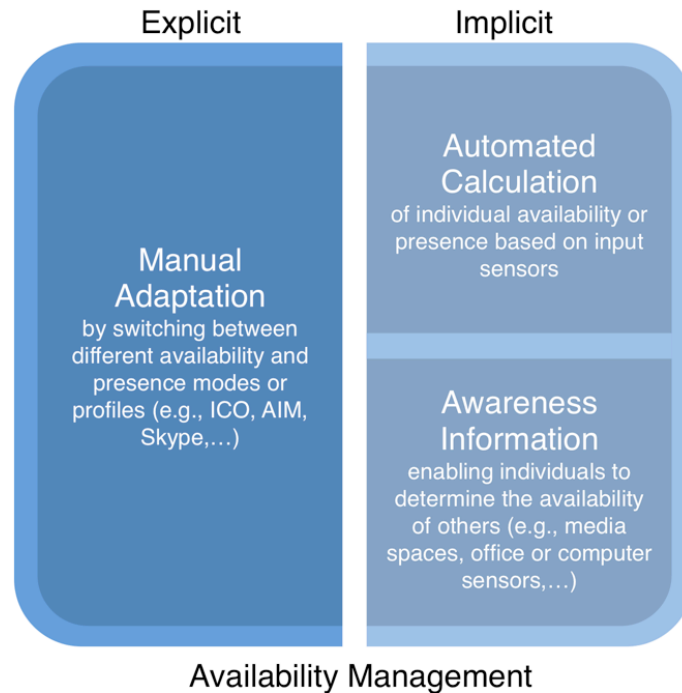 Explicit
Implicit
Manual
Adaptation
by switching between
different availability and
presence modes or
profiles (e.g., ICO, AIM,
Skype,…)
Automated
Calculation
of individual availability or
presence based on input
sensors
Awareness
Information
enabling individuals to
determine the availability
of others (e.g., media
spaces, office or computer
sensors,…)
Availability Management